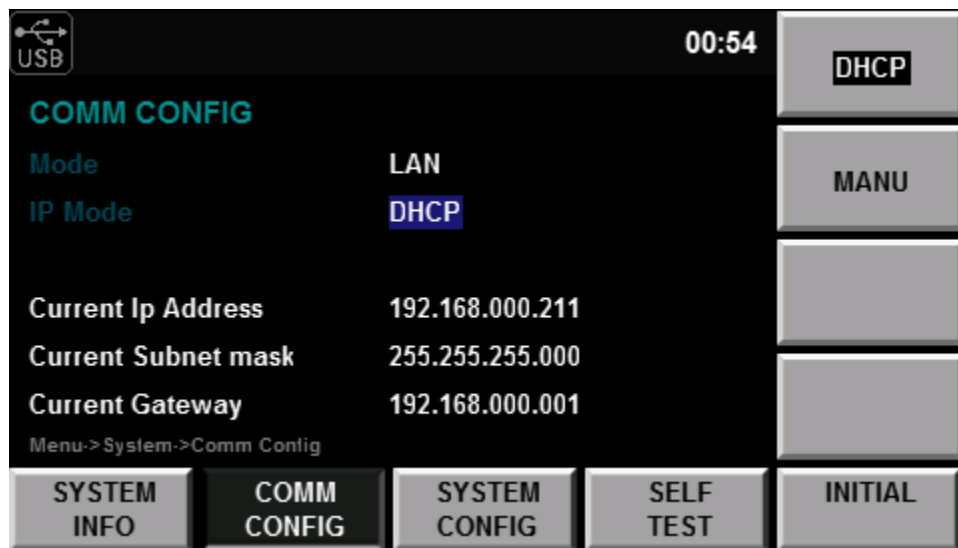 USB
00:54
DHCP
COMM CONFIG
Mode LAN
MANU
IP Mode DHCP
Current Ip Address 192.168.000.211
Current Subnet mask 255.255.255.000
Current Gateway 192.168.000.001
Menu->System->Comm Config
SYSTEM INFO
COMM CONFIG
SYSTEM CONFIG
SELF TEST
INITIAL